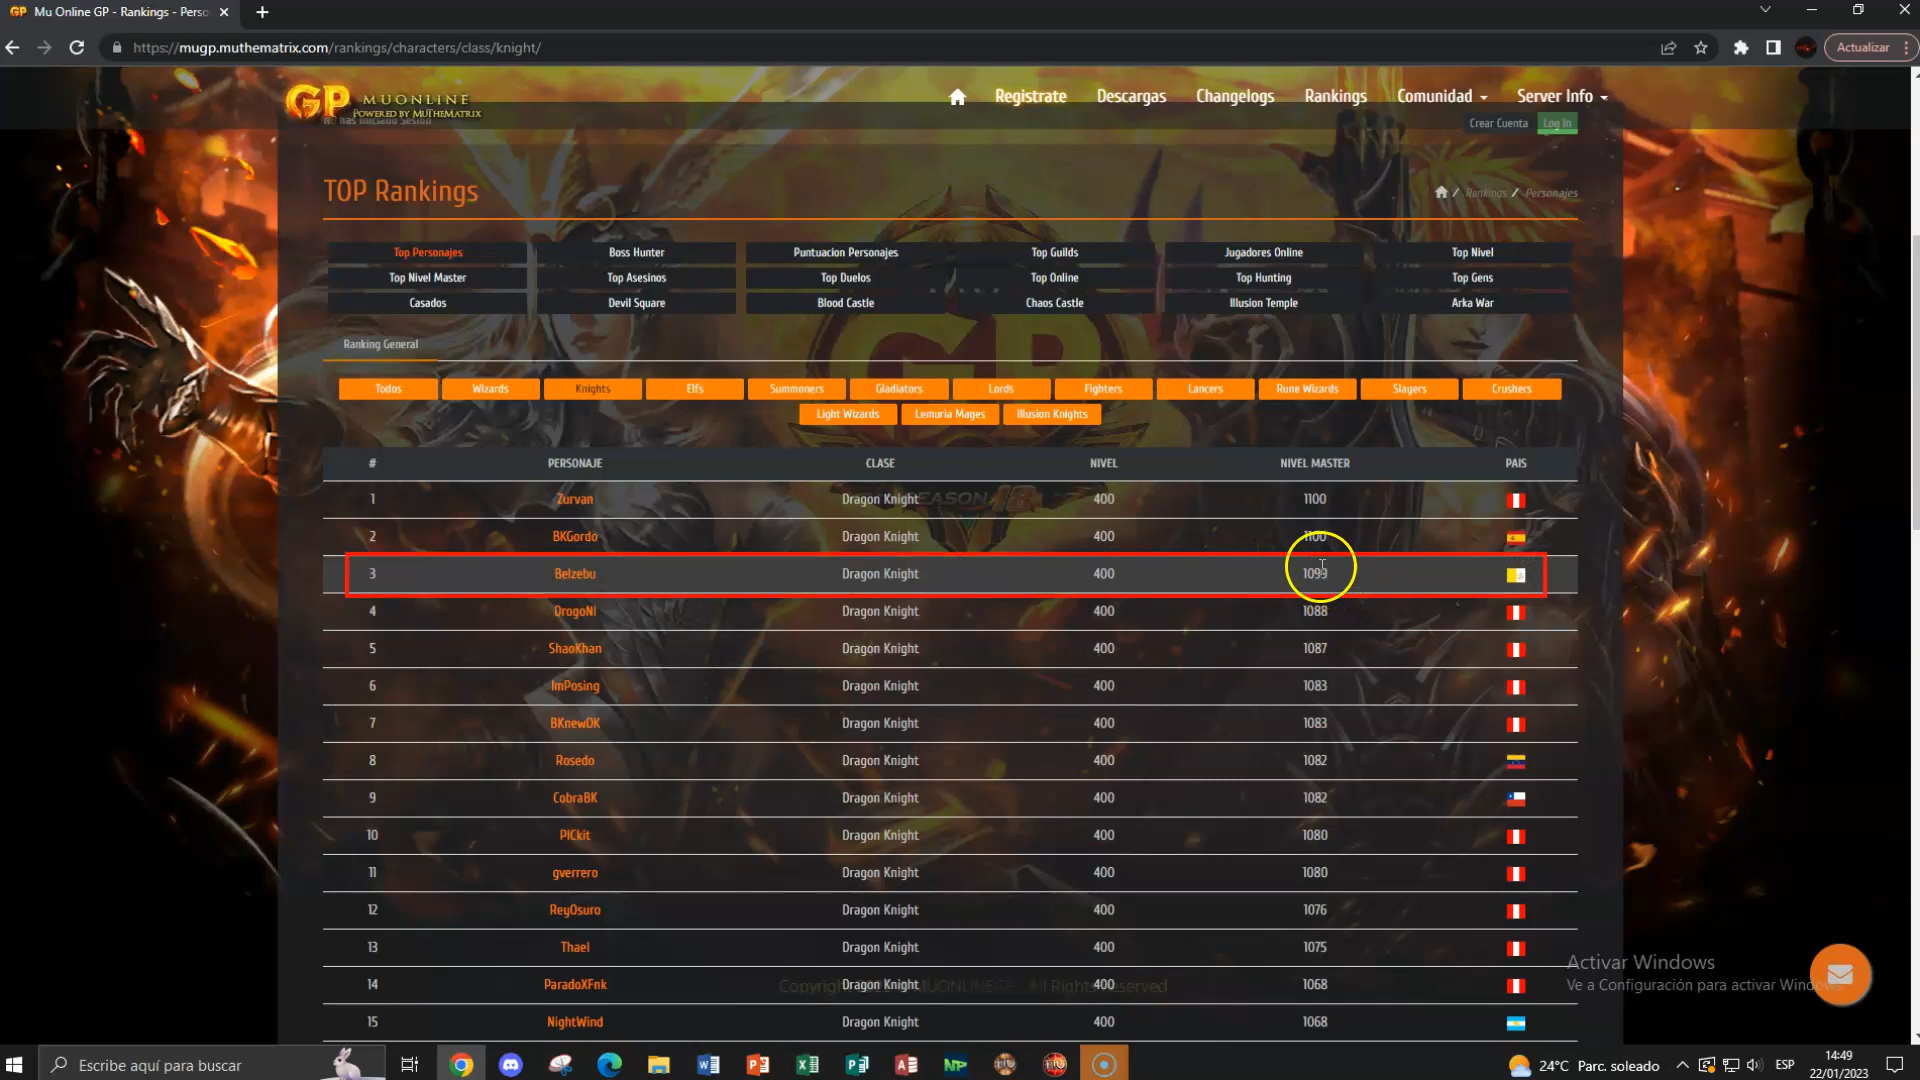 Mu Online GP - Rankings - Perso
https://mugp.muthematrix.com/rankings/characters/class/knight/
Actualizar
GP MUONLINE
POWERED BY MUTHEMATRIX
Registrate Descargas Changelogs Rankings Comunidad Server Info
has iniciado sesion
Crear Cuenta Log In
TOP Rankings
/ Rankings / Personajes
Top Personajes Boss Hunter Puntuacion Personajes Top Guilds Jugadores Online Top Nivel
Top Nivel Master Top Asesinos Top Duelos Top Online Top Hunting Top Gens
Casados Devil Square Blood Castle Chaos Castle Illusion Temple Arka War
Ranking General
Todos Wizards Knights Elfs Summoners Gladiators Lords Fighters Lancers Rune Wizards Slayers Crushers
Light Wizards Lemuria Mages Illusion Knights
# PERSONAJE CLASE NIVEL NIVEL MASTER PAIS
1 Zurvan Dragon Knight 400 1100
2 BKGordo Dragon Knight 400 1100
3 Belzebu Dragon Knight 400 1099
4 DrogoNI Dragon Knight 400 1088
5 ShaoKhan Dragon Knight 400 1087
6 ImPosing Dragon Knight 400 1083
7 BKnewDK Dragon Knight 400 1083
8 Rosedo Dragon Knight 400 1082
9 CobraBK Dragon Knight 400 1082
10 PICkit Dragon Knight 400 1080
11 gverrero Dragon Knight 400 1080
12 ReyOsuro Dragon Knight 400 1076
13 Thael Dragon Knight 400 1075
14 ParadoXFnk Dragon Knight 400 1068
15 NightWind Dragon Knight 400 1068
Activar Windows
Ve a Configuración para activar Windows
Escribe aquí para buscar
24°C Parc. soleado ESP
14:49
22/01/2023